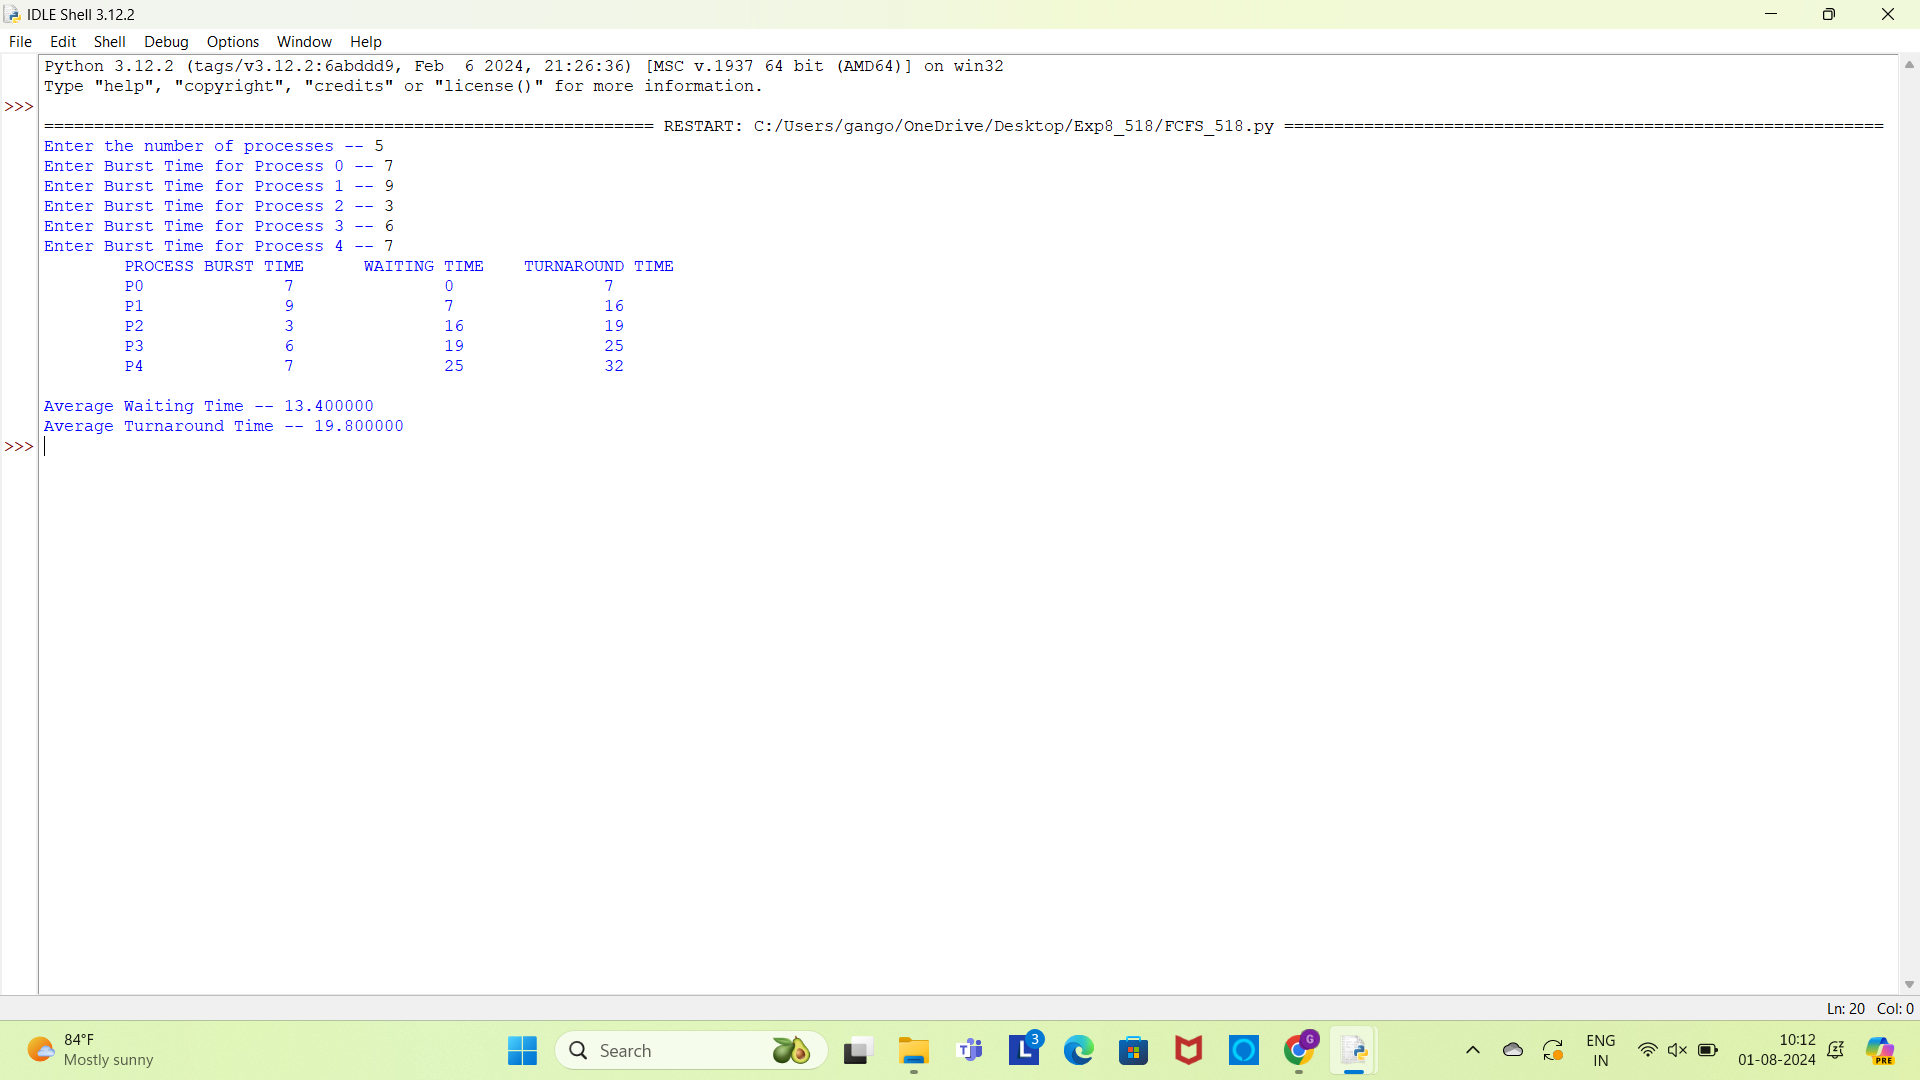 IDLE Shell 3.12.2
File Edit Shell Debug Options Window Help
Python 3.12.2 (tags/v3.12.2:6abddd9, Feb  6 2024, 21:26:36) [MSC v.1937 64 bit (AMD64)] on win32
Type "help", "copyright", "credits" or "license()" for more information.
>>>
============================================================= RESTART: C:/Users/gango/OneDrive/Desktop/Exp8_518/FCFS_518.py ============================================================
Enter the number of processes -- 5
Enter Burst Time for Process 0 -- 7
Enter Burst Time for Process 1 -- 9
Enter Burst Time for Process 2 -- 3
Enter Burst Time for Process 3 -- 6
Enter Burst Time for Process 4 -- 7
PROCESS BURST TIME WAITING TIME TURNAROUND TIME
P0 7 0 7
P1 9 7 16
P2 3 16 19
P3 6 19 25
P4 7 25 32
Average Waiting Time -- 13.400000
Average Turnaround Time -- 19.800000
>>>
Ln: 20 Col: 0
84°F
Mostly sunny
Search
L
3
G
ENG
IN
10:12
01-08-2024
PRE